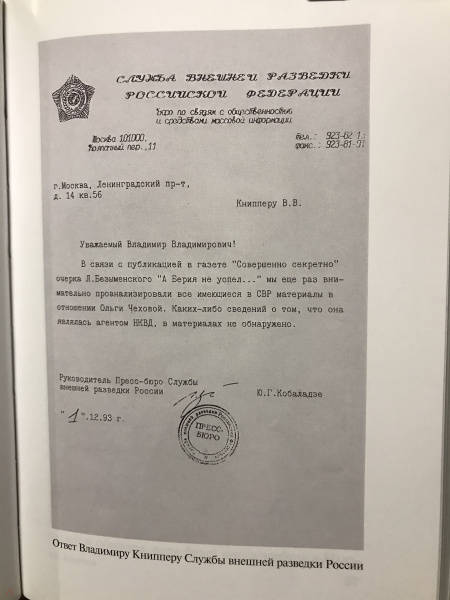 СЛУЖБА ВНЕШНЕЙ РАЗВЕДКИ
РОССИЙСКОЙ ФЕДЕРАЦИИ
Бюро по связям с общественностью
и средствами массовой информации
Москва 101000,
Колпачный пер., 11
тел.: 923-62 1
факс.: 923-81-91
г.Москва, Ленинградский пр-т,
д. 14 кв.56
Книпперу В.В.
Уважаемый Владимир Владимирович!
В связи с публикацией в газете "Совершенно секретно"
очерка Л.Безыменского "А Берия не успел..." мы еще раз вни-
мательно проанализировали все имеющиеся в СВР материалы в
отношении Ольги Чеховой. Каких-либо сведений о том, что она
являлась агентом НКВД, в материалах не обнаружено.
Руководитель Пресс-бюро Службы
внешней разведки России
Ю.Г.Кобаладзе
"1".12.93 г.
ПРЕСС-
БЮРО
Ответ Владимиру Книпперу Службы внешней разведки России